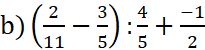 b) (2/11 − 3/5) : 4/5 + −1/2